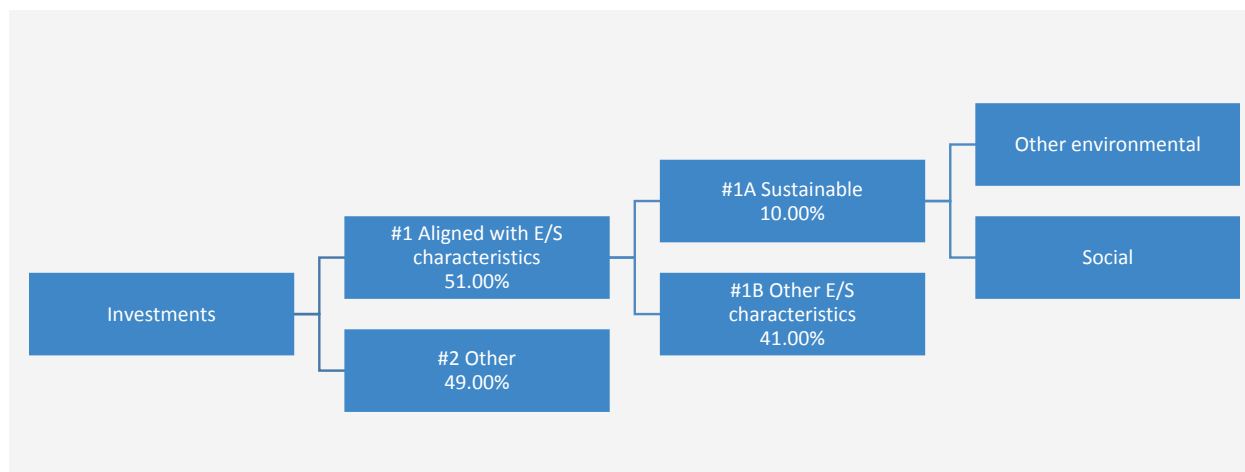 Investments
#1 Aligned with E/S
characteristics
51.00%
#2 Other
49.00%
#1A Sustainable
10.00%
#1B Other E/S
characteristics
41.00%
Other environmental
Social